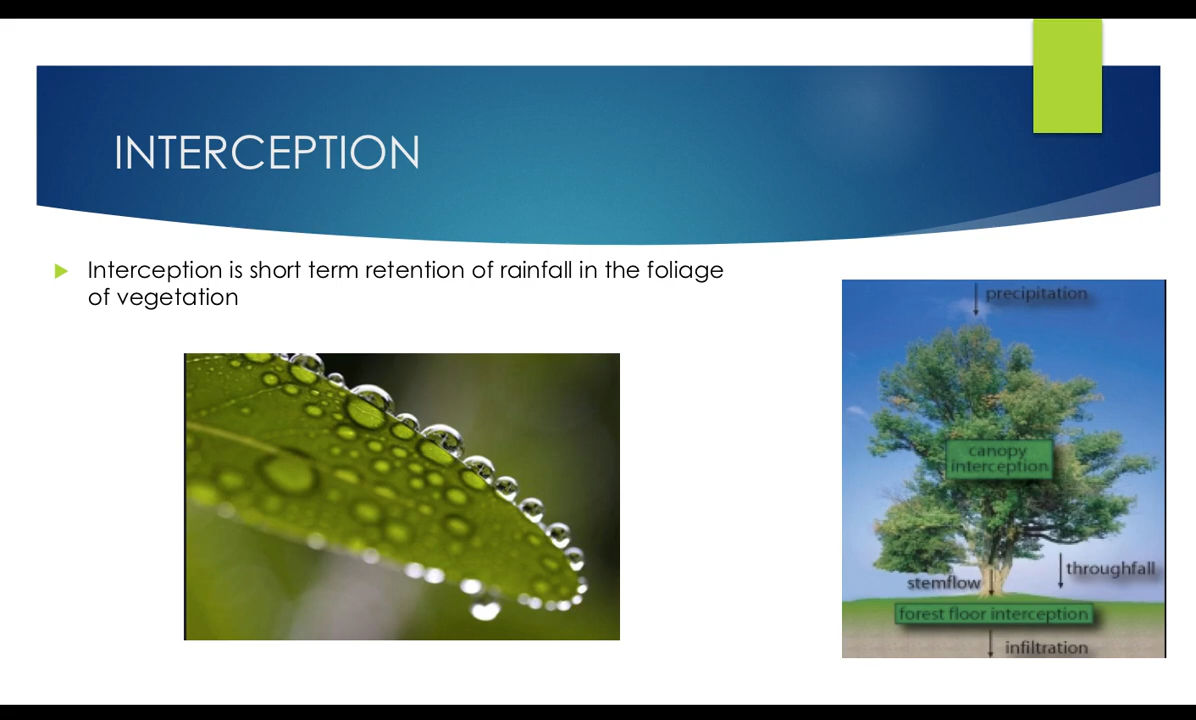 INTERCEPTION
Interception is short term retention of rainfall in the foliage
of vegetation
precipitation
canopy
interception
throughfall
stemflow
forest floor interception
infiltration